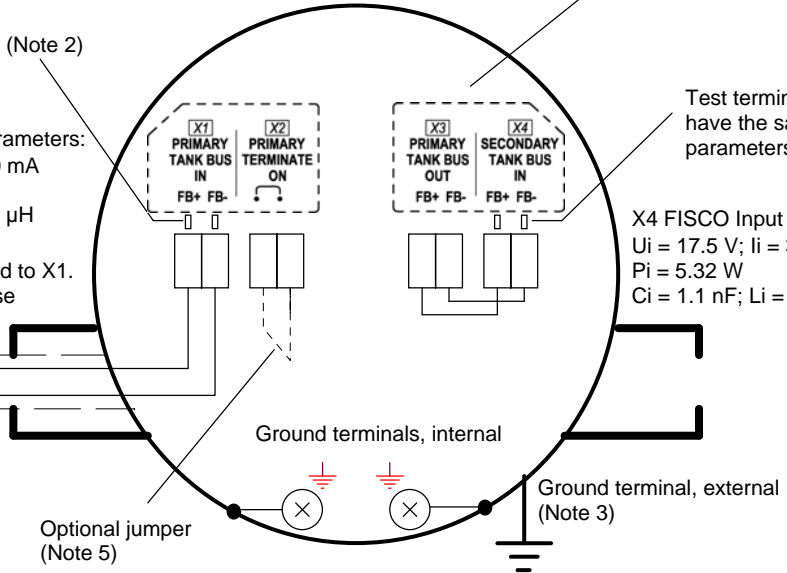 (Note 2)
mA
μH
d to X1.
X1
PRIMARY
TANK BUS
IN
FB+ FB-
X2
PRIMARY
TERMINATE
ON
X3
PRIMARY
TANK BUS
OUT
FB+ FB-
X4
SECONDARY
TANK BUS
IN
FB+ FB-
Test termin
have the sa
parameters
X4 FISCO Input
Ui = 17.5 V; Ii = 3
Pi = 5.32 W
Ci = 1.1 nF; Li =
Ground terminals, internal
Ground terminal, external
(Note 3)
Optional jumper
(Note 5)